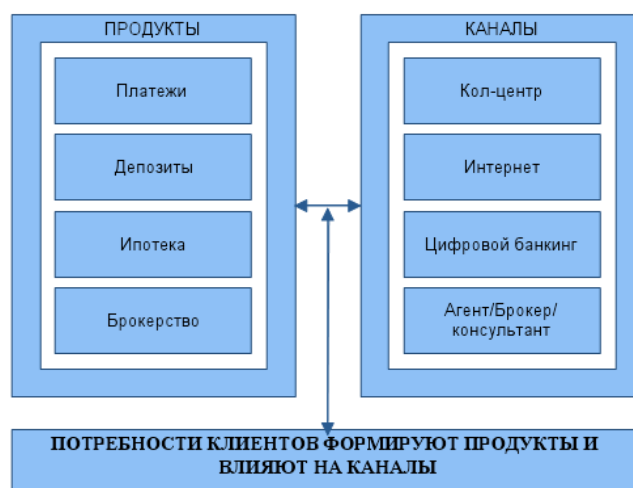 ПРОДУКТЫ
Платежи
Депозиты
Ипотека
Брокерство
КАНАЛЫ
Кол-центр
Интернет
Цифровой банкинг
Агент/Брокер/
консультант
ПОТРЕБНОСТИ КЛИЕНТОВ ФОРМИРУЮТ ПРОДУКТЫ И
ВЛИЯЮТ НА КАНАЛЫ